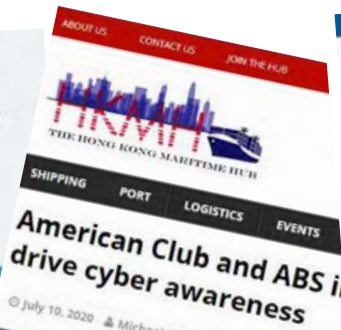 ABOUT US CONTACT US JOIN THE HUB
HKMH
THE HONG KONG MARITIME HUB
SHIPPING PORT LOGISTICS EVENTS
American Club and ABS
drive cyber awareness
July 10, 2020